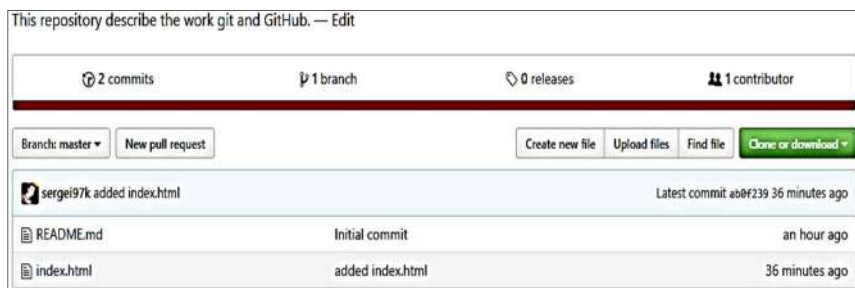 This repository describe the work git and GitHub. — Edit
2 commits 1 branch 0 releases 1 contributor
Branch: master New pull request Create new file Upload files Find file Clone or download
sergei97k added index.html Latest commit ab0f239 36 minutes ago
README.md Initial commit an hour ago
index.html added index.html 36 minutes ago